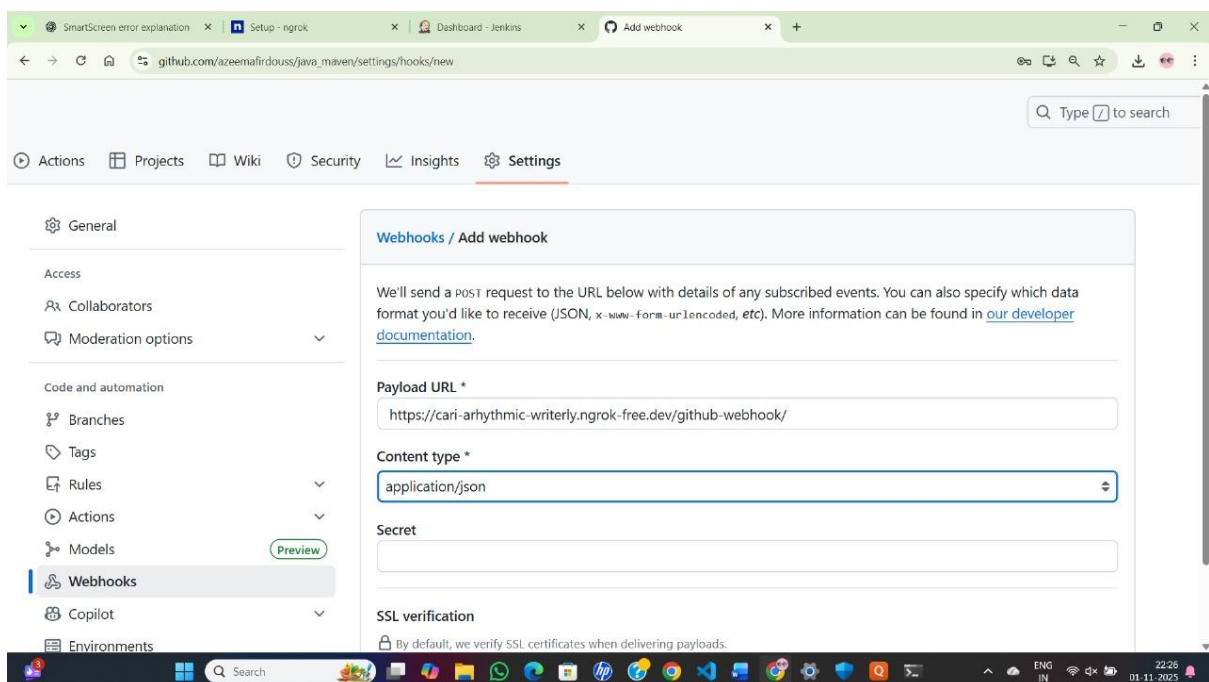 SmartScreen error explanation
Setup - ngrok
Dashboard - Jenkins
Add webhook
github.com/azeemafirdouss/java_maven/settings/hooks/new
Type / to search
Actions Projects Wiki Security Insights Settings
General
Access
Collaborators
Moderation options
Code and automation
Branches
Tags
Rules
Actions
Models Preview
Webhooks
Copilot
Environments
Webhooks / Add webhook
We'll send a POST request to the URL below with details of any subscribed events. You can also specify which data
format you'd like to receive (JSON, x-www-form-urlencoded, etc). More information can be found in our developer
documentation.
Payload URL *
https://cari-arhythmic-writerly.ngrok-free.dev/github-webhook/
Content type *
application/json
Secret
SSL verification
By default, we verify SSL certificates when delivering payloads.
Search
ENG
IN
22:26
01-11-2025